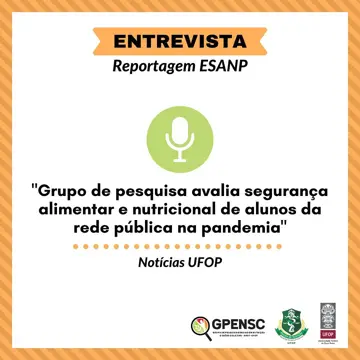 ENTREVISTA
Reportagem ESANP
"Grupo de pesquisa avalia segurança
alimentar e nutricional de alunos da
rede pública na pandemia"
Notícias UFOP
GPENSC
UFOP